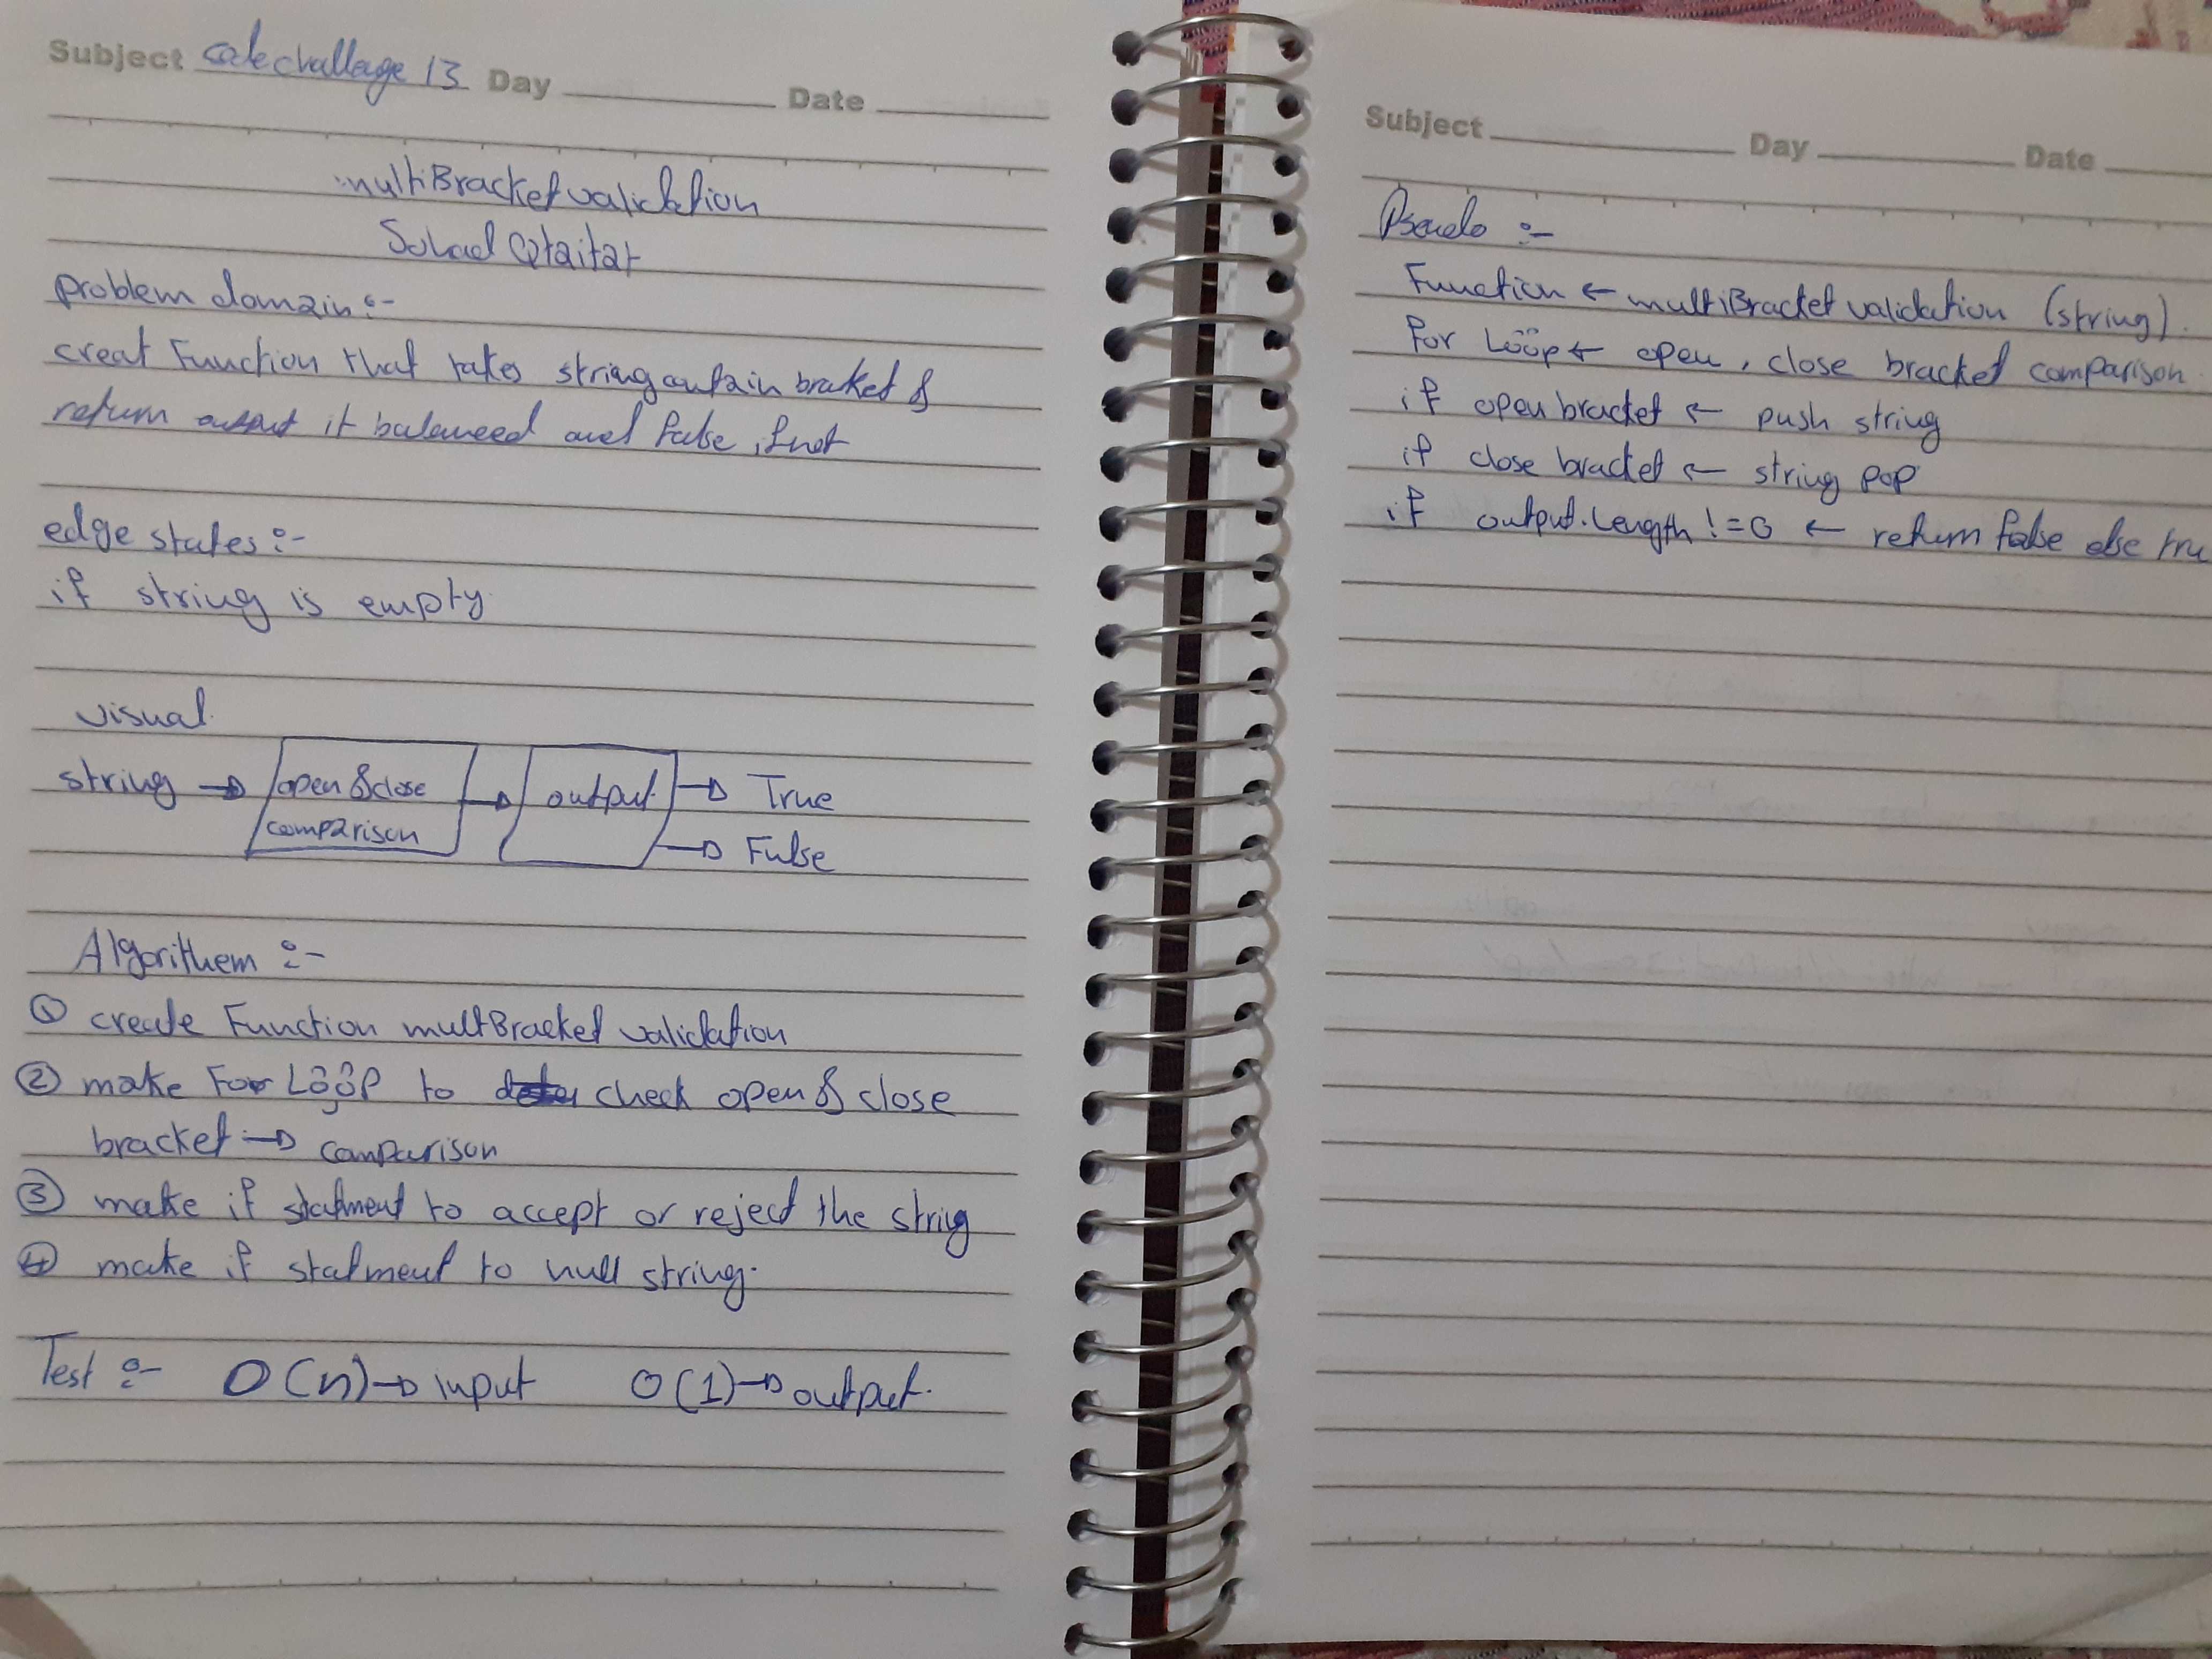 Subject code challage 13 Day Date
multiBracketvalidation
Qtaitat
problem domain:-
creat Function that takes string contain braket &
return output if balanceed and false if not
edge states:-
if string is empty
visual
string → open & close comparison → output → True
→ False
Algorithem :-
① create Function multBracket validation
② make For Loop to check open & close
bracket → comparison
③ make if statment to accept or reject the string
④ make if statment to null string.
Test :- O(n) → input O(1) → output.
Subject Day Date
Pseudo :-
Function ← multiBracket validation (string).
For Loop ← open, close bracket comparison
if open bracket ← push string
if close bracket ← string pop
if output.Length != 0 ← return false else tru